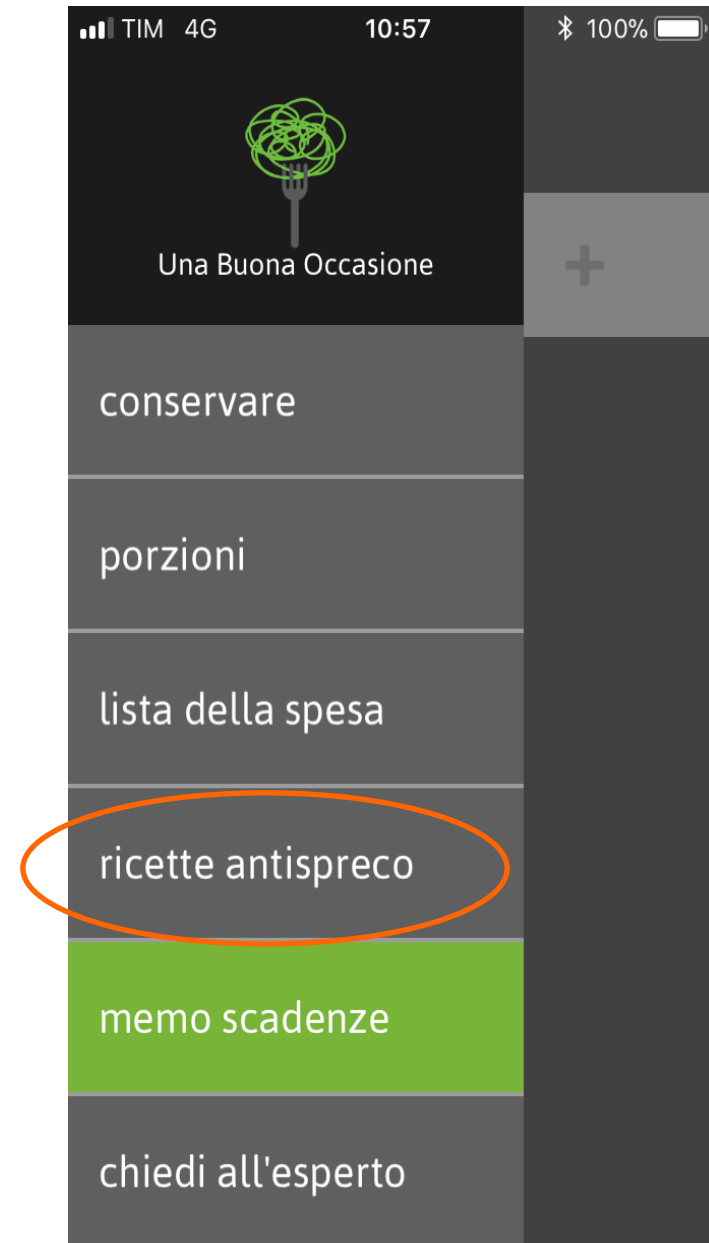 TIM 4G 10:57 100%
Una Buona Occasione
conservare
porzioni
lista della spesa
ricette antispreco
memo scadenze
chiedi all'esperto